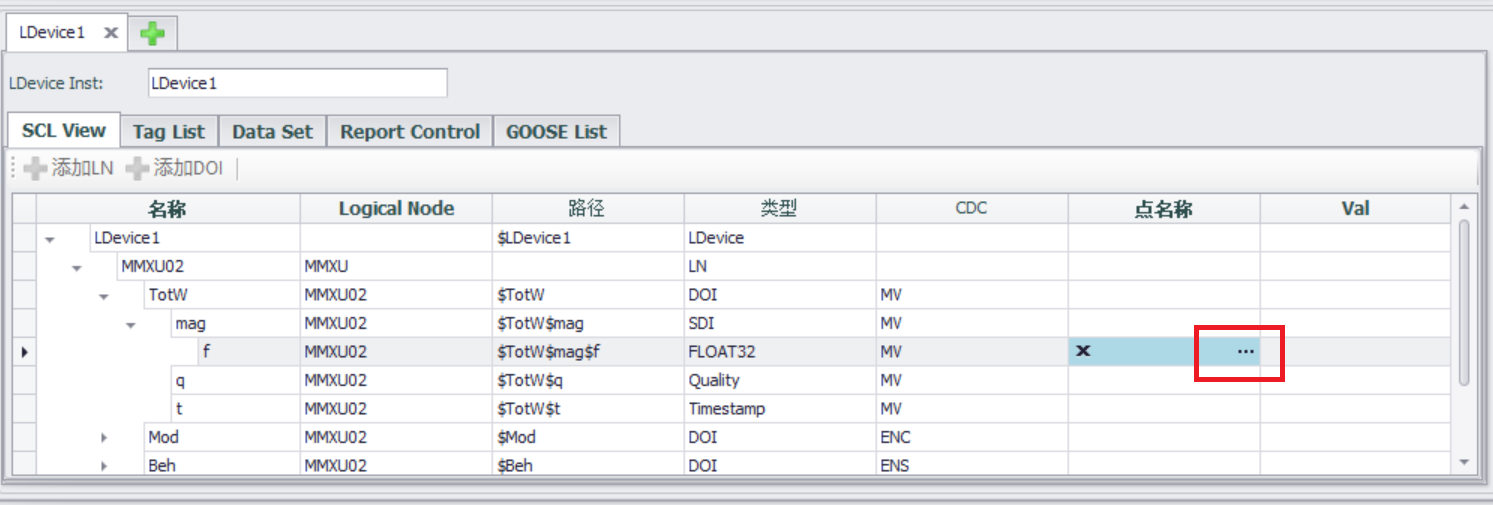 LDevice1
LDevice Inst: LDevice1
SCL View Tag List Data Set Report Control GOOSE List
添加LN 添加DOI
名称 Logical Node 路径 类型 CDC 点名称 Val
LDevice1 $LDevice1 LDevice
MMXU02 MMXU LN
TotW MMXU02 $TotW DOI MV
mag MMXU02 $TotW$mag SDI MV
f MMXU02 $TotW$mag$f FLOAT32 MV ...
q MMXU02 $TotW$q Quality MV
t MMXU02 $TotW$t Timestamp MV
Mod MMXU02 $Mod DOI ENC
Beh MMXU02 $Beh DOI ENS